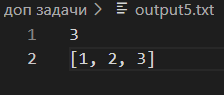 доп задачи > output5.txt
1 3
2 [1, 2, 3]